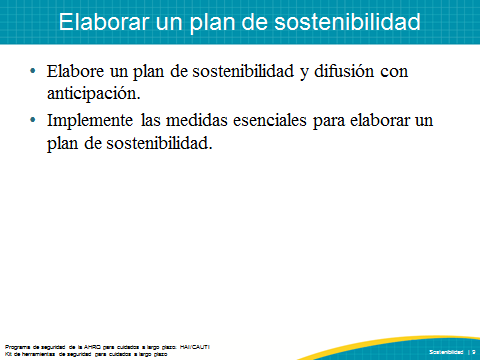 Elaborar un plan de sostenibilidad
• Elabore un plan de sostenibilidad y difusión con
anticipación.
• Implemente las medidas esenciales para elaborar un
plan de sostenibilidad.
Programa de seguridad de la AHRQ para cuidados a largo plazo: HAI/CAUTI
Kit de herramientas de seguridad para cuidados a largo plazo
Sostenibilidad | 9